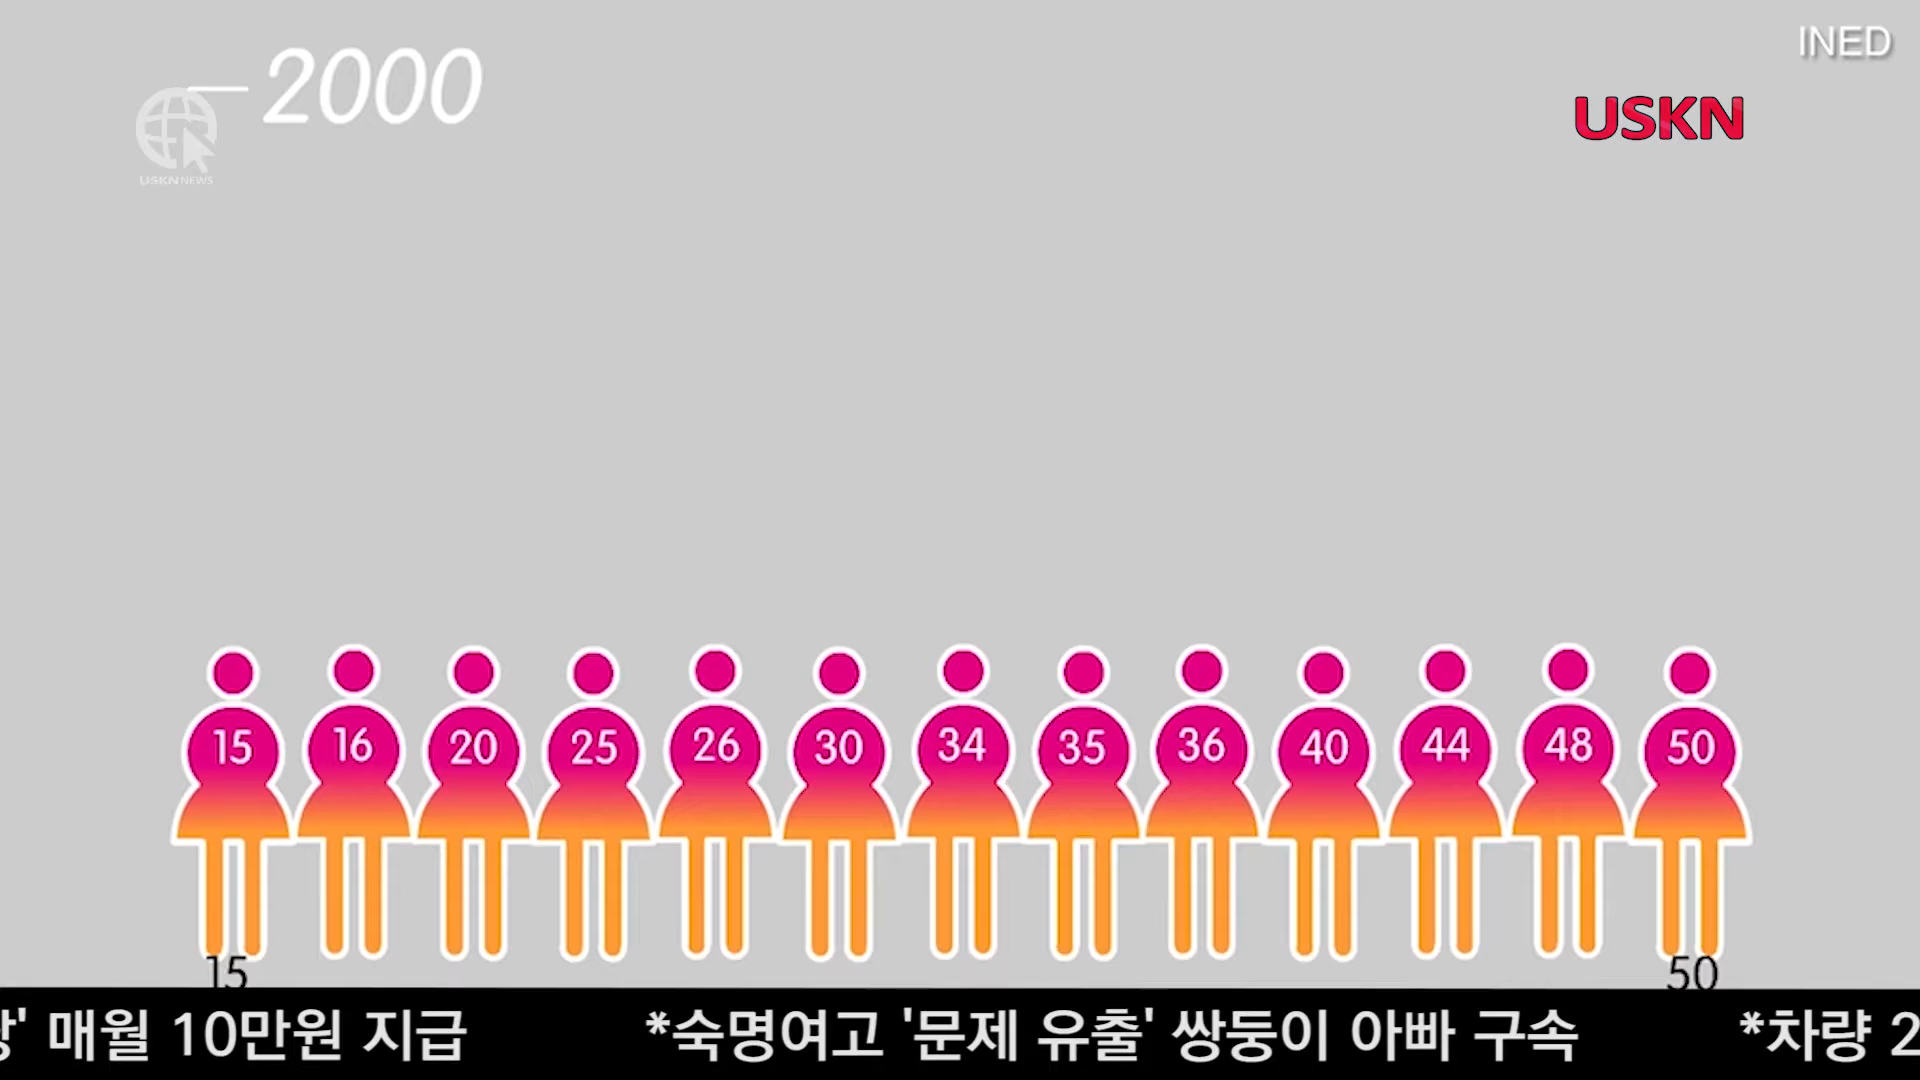 2000
INED
USKN
USKN NEWS
15 16 20 25 26 30 34 35 36 40 44 48 50
15 50
' 매월 10만원 지급 *숙명여고 '문제 유출' 쌍둥이 아빠 구속 *차량 2